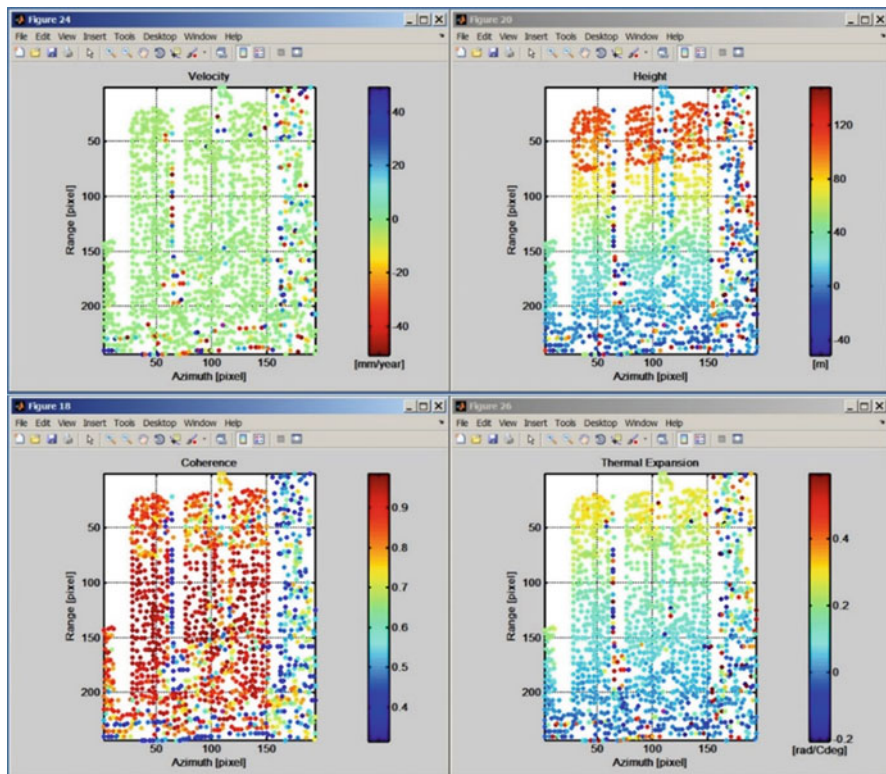 Figure 24
File Edit View Insert Tools Desktop Window Help
Velocity
50
100
150
200
Range [pixel]
50 100 150
Azimuth [pixel]
40
20
0
-20
-40
[mm/year]
Figure 20
File Edit View Insert Tools Desktop Window Help
Height
50
100
150
200
Range [pixel]
50 100 150
Azimuth [pixel]
120
80
40
0
-40
[m]
Figure 18
File Edit View Insert Tools Desktop Window Help
Coherence
50
100
150
200
Range [pixel]
50 100 150
Azimuth [pixel]
0.9
0.8
0.7
0.6
0.5
0.4
Figure 26
File Edit View Insert Tools Desktop Window Help
Thermal Expansion
50
100
150
200
Range [pixel]
50 100 150
Azimuth [pixel]
0.4
0.2
0
-0.2
[rad/Cdeg]